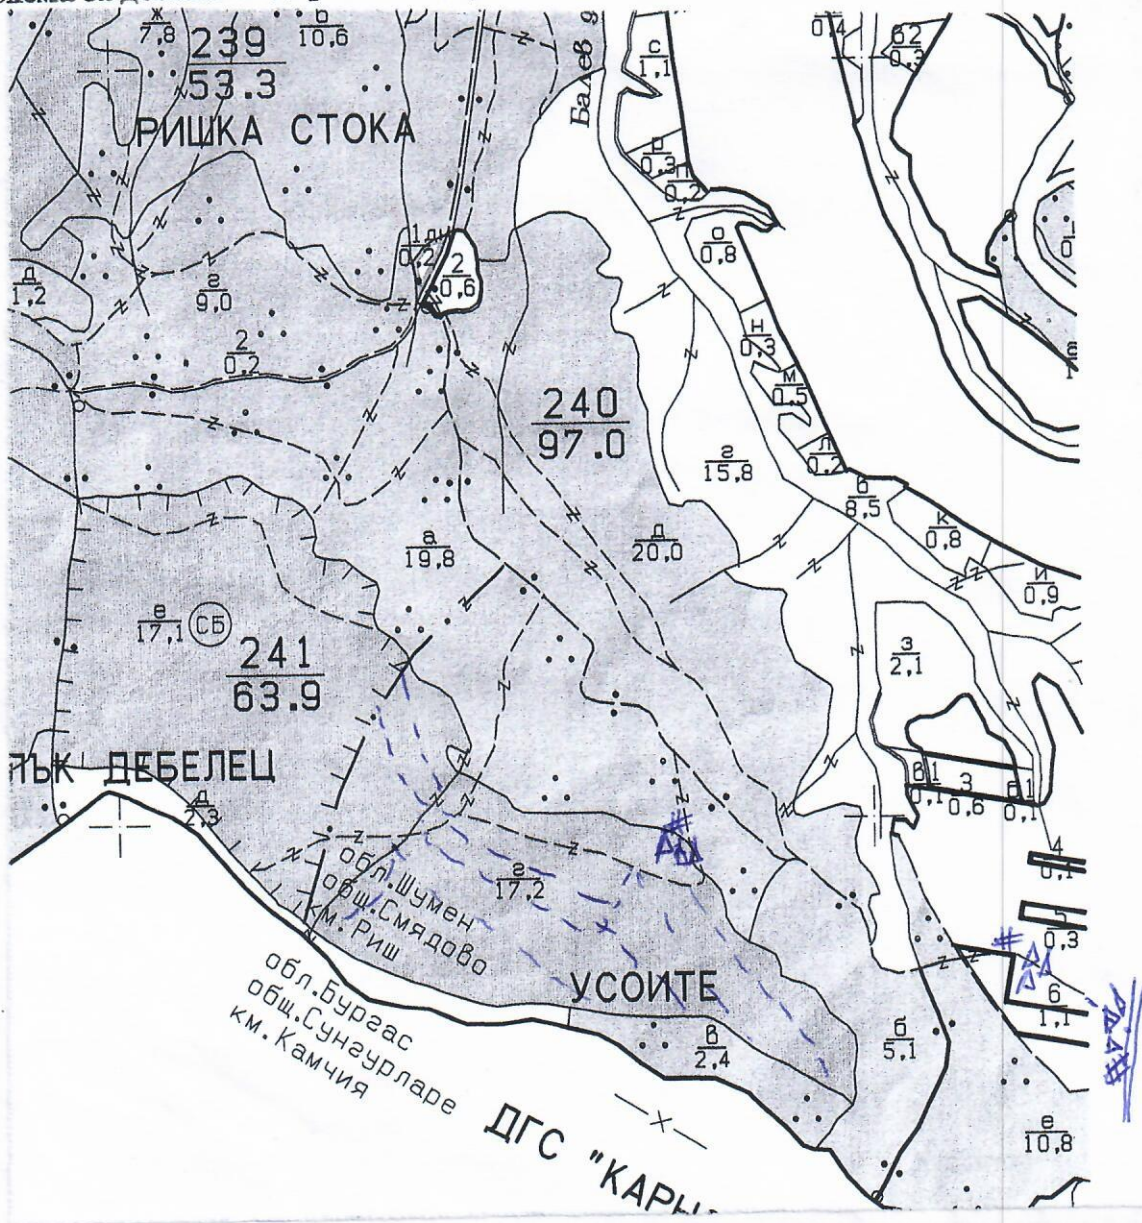 ж
7,8
239
53.3
10,6
РИШКА СТОКА
Балев
с
1,1
р
0,3
п
0,2
0,4
б2
0,3
о
0,8
1дч
0,2
2
0,6
д
1,2
г
9,0
2
0,2
н
0,3
м
0,5
л
0,2
240
97.0
г
15,8
в
8,5
к
0,8
и
0,9
а
19,8
д
20,0
е
17,1
СБ
241
63.9
з
2,1
ДЕБЕЛЕЦ
д
2,3
В1
0,1
3
0,6
б1
0,1
4
0,1
г
17,2
5
0,3
обл.Шумен
общ.Смядово
км. Риш
обл.Бургас
общ.Сунгурларе
км. Камчия
УСОИТЕ
6
1,1
в
2,4
б
5,1
е
10,8
ДГС "КАРН